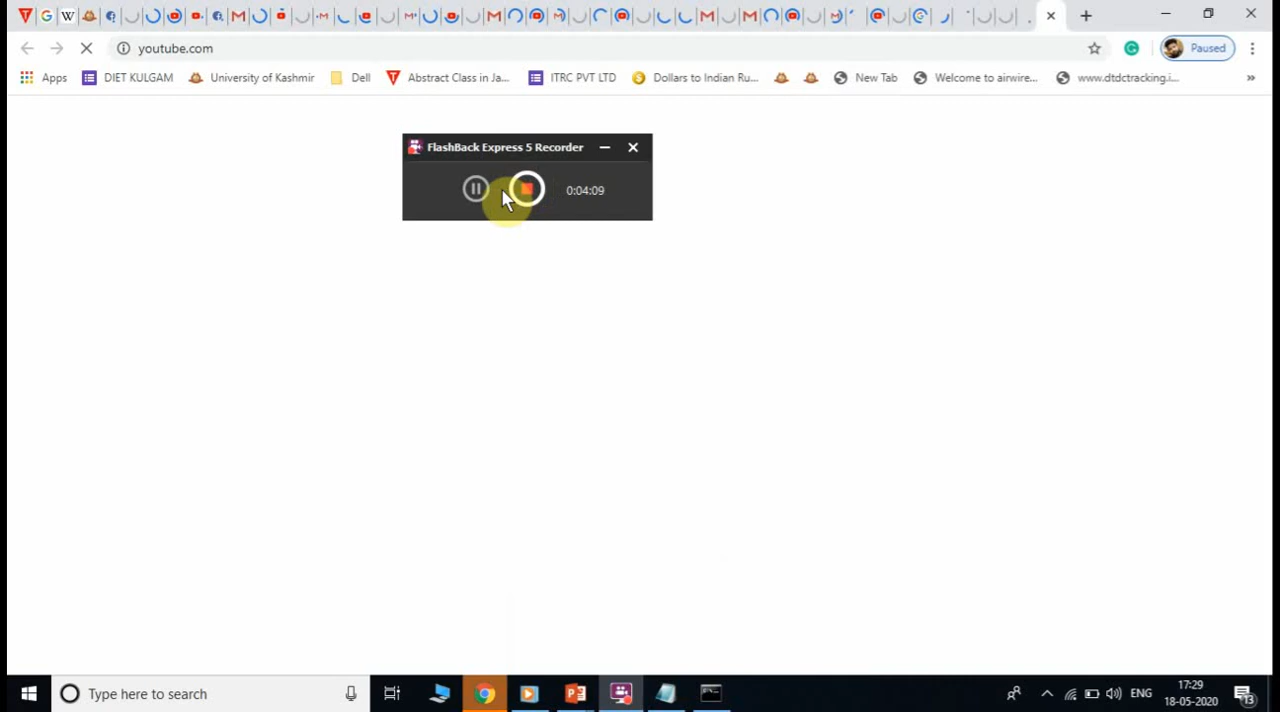 youtube.com
Paused
Apps
DIET KULGAM
University of Kashmir
Dell
Abstract Class in Ja...
ITRC PVT LTD
Dollars to Indian Ru...
New Tab
Welcome to airwire...
www.dtdctracking.i...
»
FlashBack Express 5 Recorder
0:04:09
Type here to search
ENG
17:29
18-05-2020
13